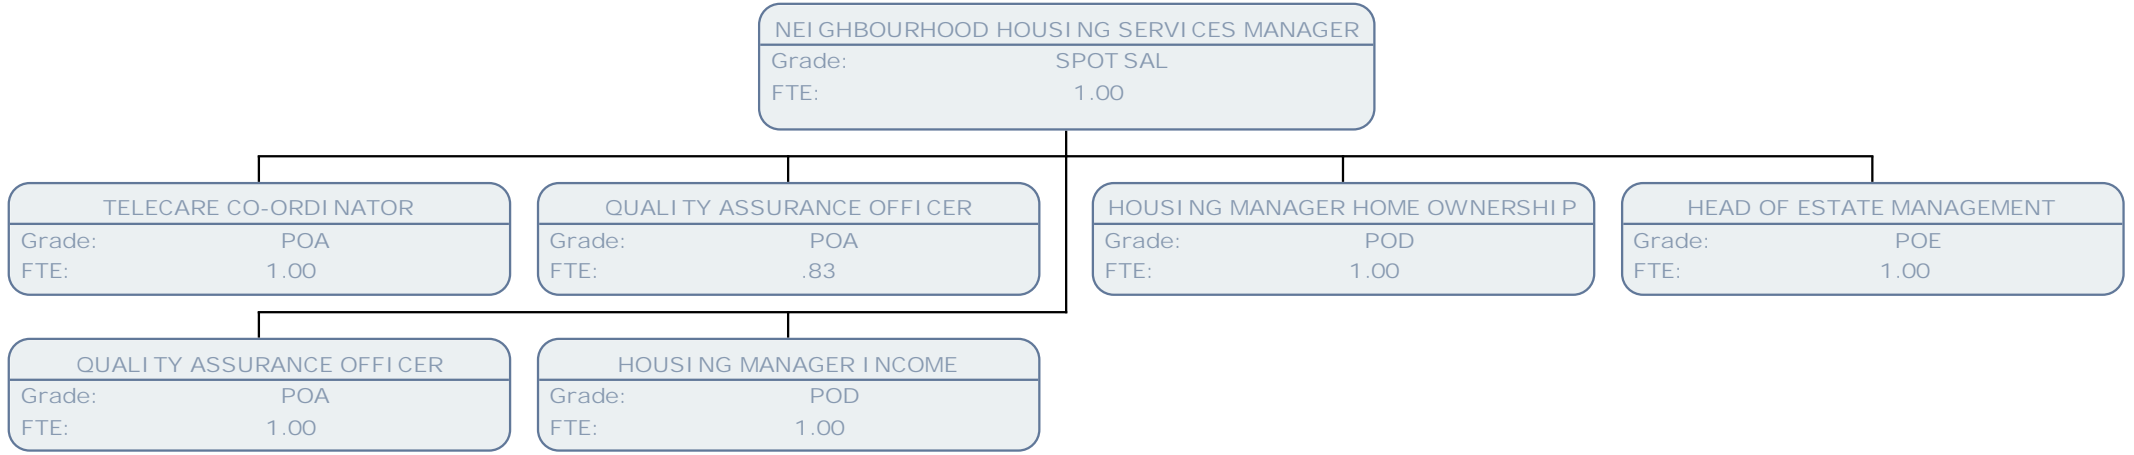 NEIGHBOURHOOD HOUSING SERVICES MANAGER
Grade: SPOT SAL
FTE: 1.00
TELECARE CO-ORDINATOR
Grade: POA
FTE: 1.00
QUALITY ASSURANCE OFFICER
Grade: POA
FTE: .83
HOUSING MANAGER HOME OWNERSHIP
Grade: POD
FTE: 1.00
HEAD OF ESTATE MANAGEMENT
Grade: POE
FTE: 1.00
QUALITY ASSURANCE OFFICER
Grade: POA
FTE: 1.00
HOUSING MANAGER INCOME
Grade: POD
FTE: 1.00